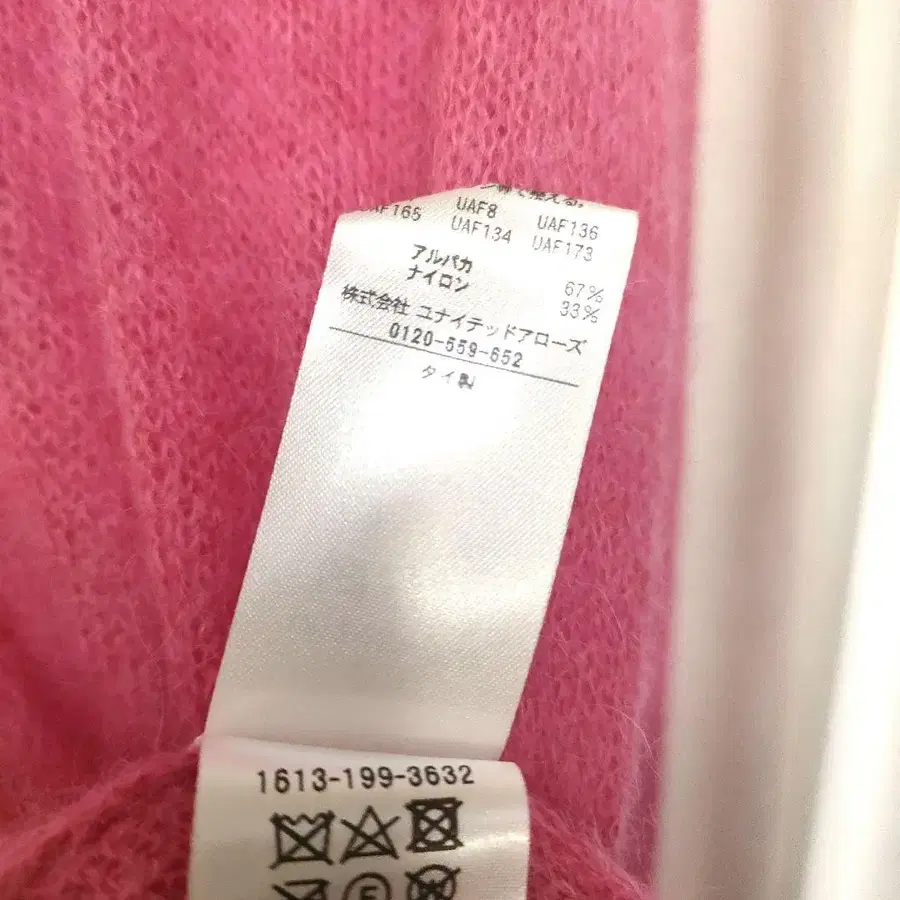 UAF165 UAF8 UAF136
UAF134 UAF173
アルパカ 67%
ナイロン 33%
株式会社 ユナイテッドアローズ
0120-559-652
タイ製
1613-199-3632